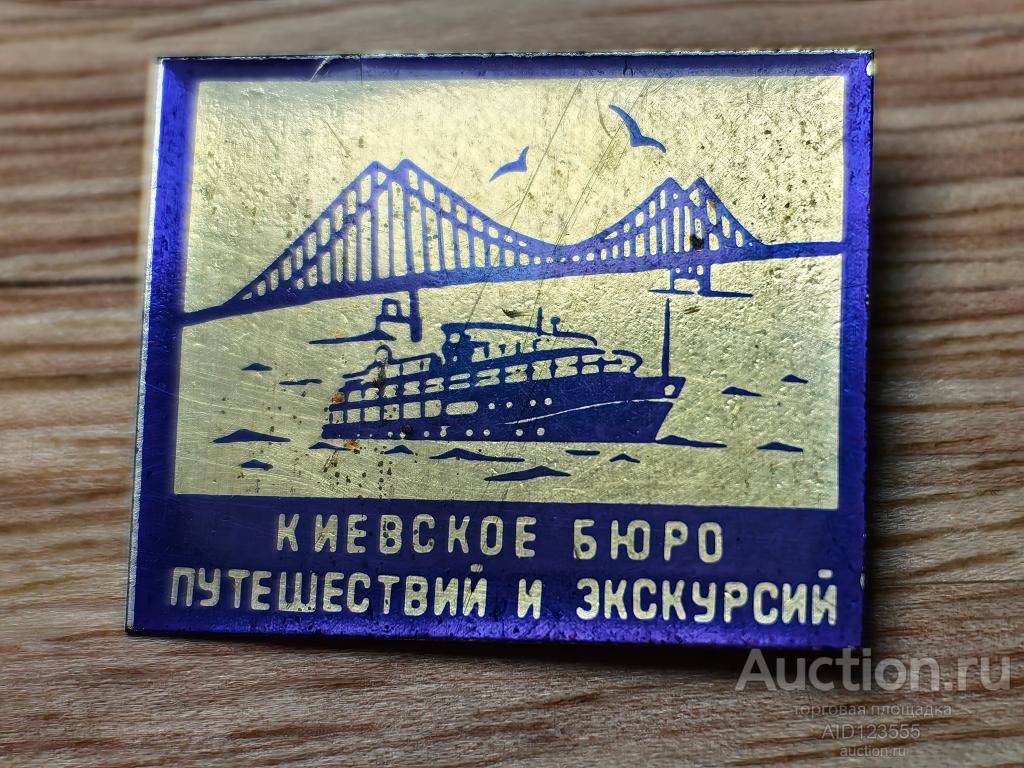 КИЕВСКОЕ БЮРО
ПУТЕШЕСТВИЙ И ЭКСКУРСИЙ
Auction.ru
торговая площадка
AID123555
auction.ru